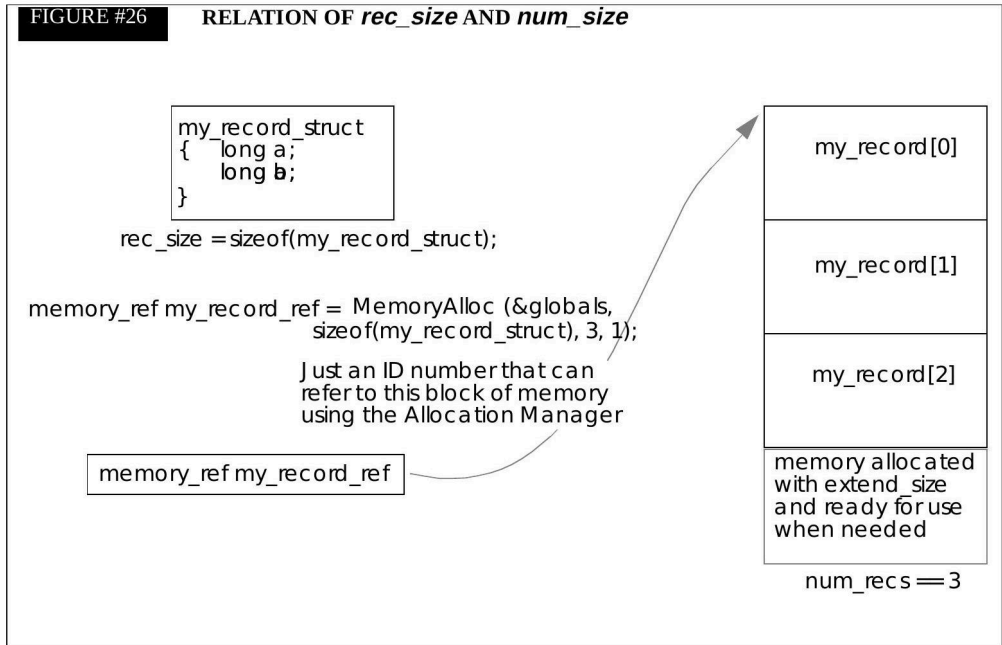 FIGURE #26
RELATION OF rec_size AND num_size
my_record_struct
{ long a;
long b;
}
rec_size = sizeof(my_record_struct);
memory_ref my_record_ref = MemoryAlloc (&globals,
sizeof(my_record_struct), 3, 1);
Just an ID number that can
refer to this block of memory
using the Allocation Manager
memory_ref my_record_ref
my_record[0]
my_record[1]
my_record[2]
memory allocated
with extend_size
and ready for use
when needed
num_recs == 3